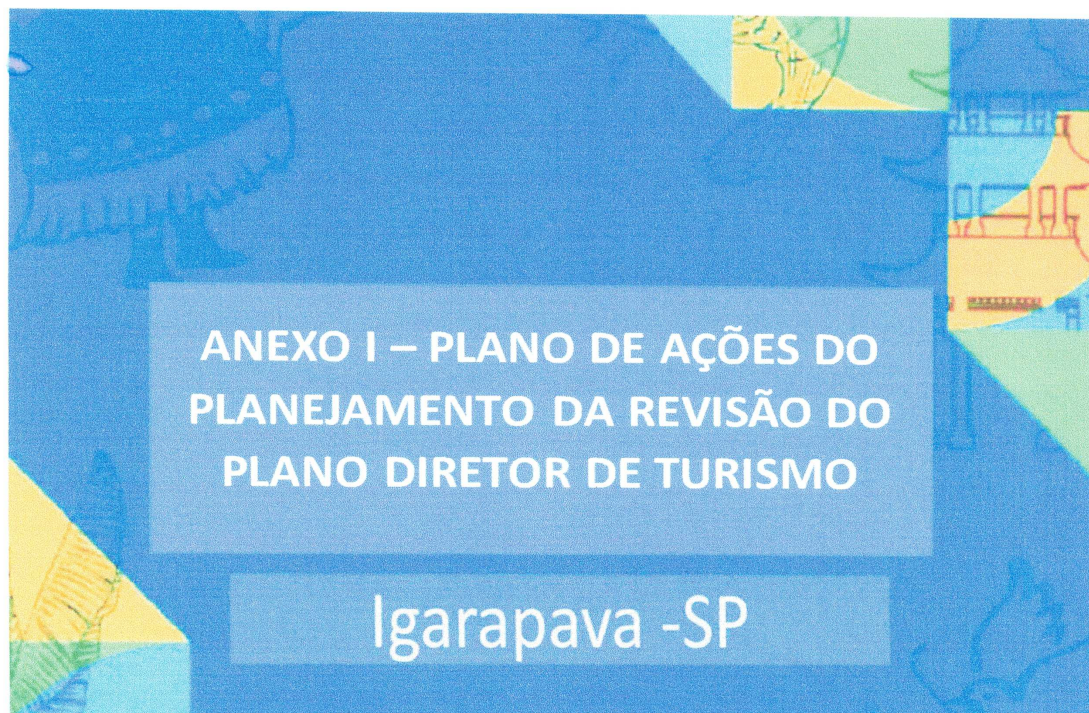 ANEXO I – PLANO DE AÇÕES DO
PLANEJAMENTO DA REVISÃO DO
PLANO DIRETOR DE TURISMO
Igarapava -SP